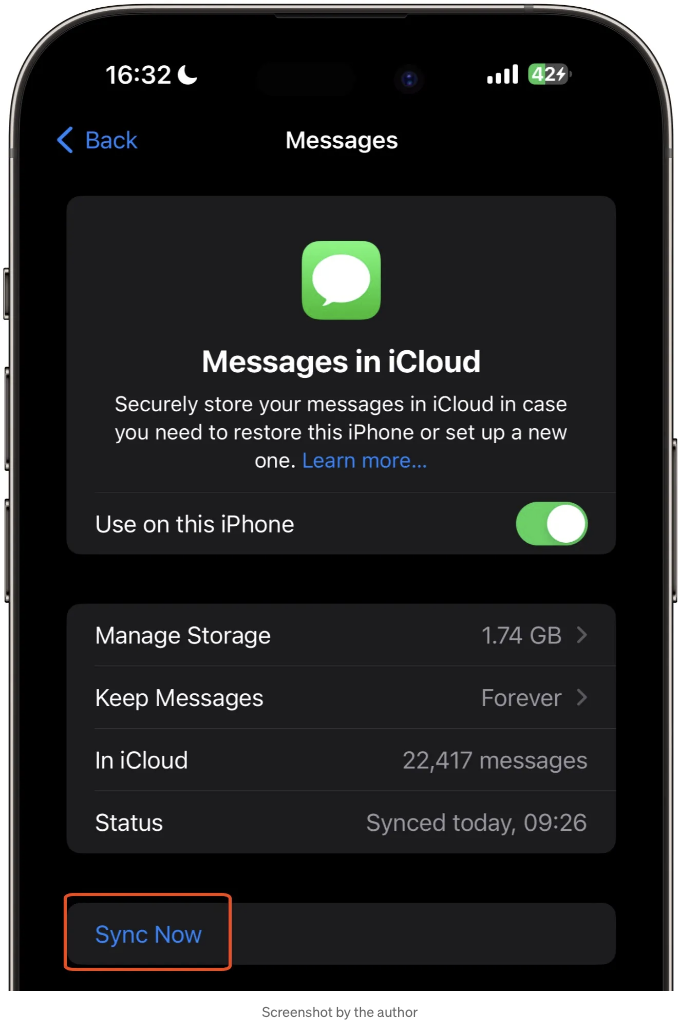 16:32
42
Back
Messages
Messages in iCloud
Securely store your messages in iCloud in case
you need to restore this iPhone or set up a new
one. Learn more...
Use on this iPhone
Manage Storage 1.74 GB
Keep Messages Forever
In iCloud 22,417 messages
Status Synced today, 09:26
Sync Now
Screenshot by the author